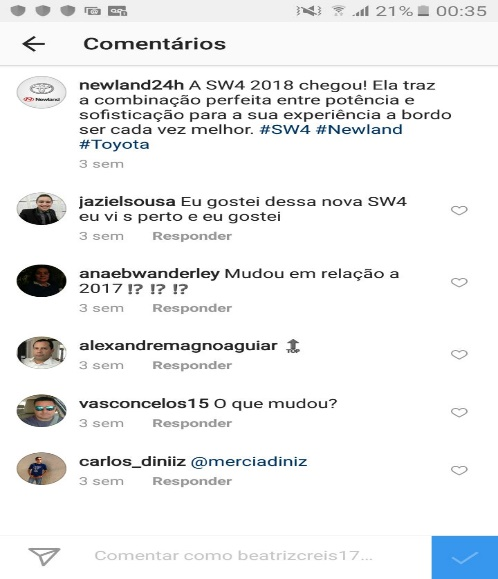 21% 00:35
Comentários
newland24h A SW4 2018 chegou! Ela traz
a combinação perfeita entre potência e
sofisticação para a sua experiência a bordo
ser cada vez melhor. #SW4 #Newland
#Toyota
Newland
3 sem
jazielsousa Eu gostei dessa nova SW4
eu vi s perto e eu gostei
3 sem Responder
anaebwanderley Mudou em relação a
2017 ⁉️ ⁉️ ⁉️
3 sem Responder
alexandremagnoaguiar 🔝
3 sem Responder
vasconcelos15 O que mudou?
3 sem Responder
carlos_diniiz @merciadiniz
3 sem Responder
Comentar como beatrizcreis17...